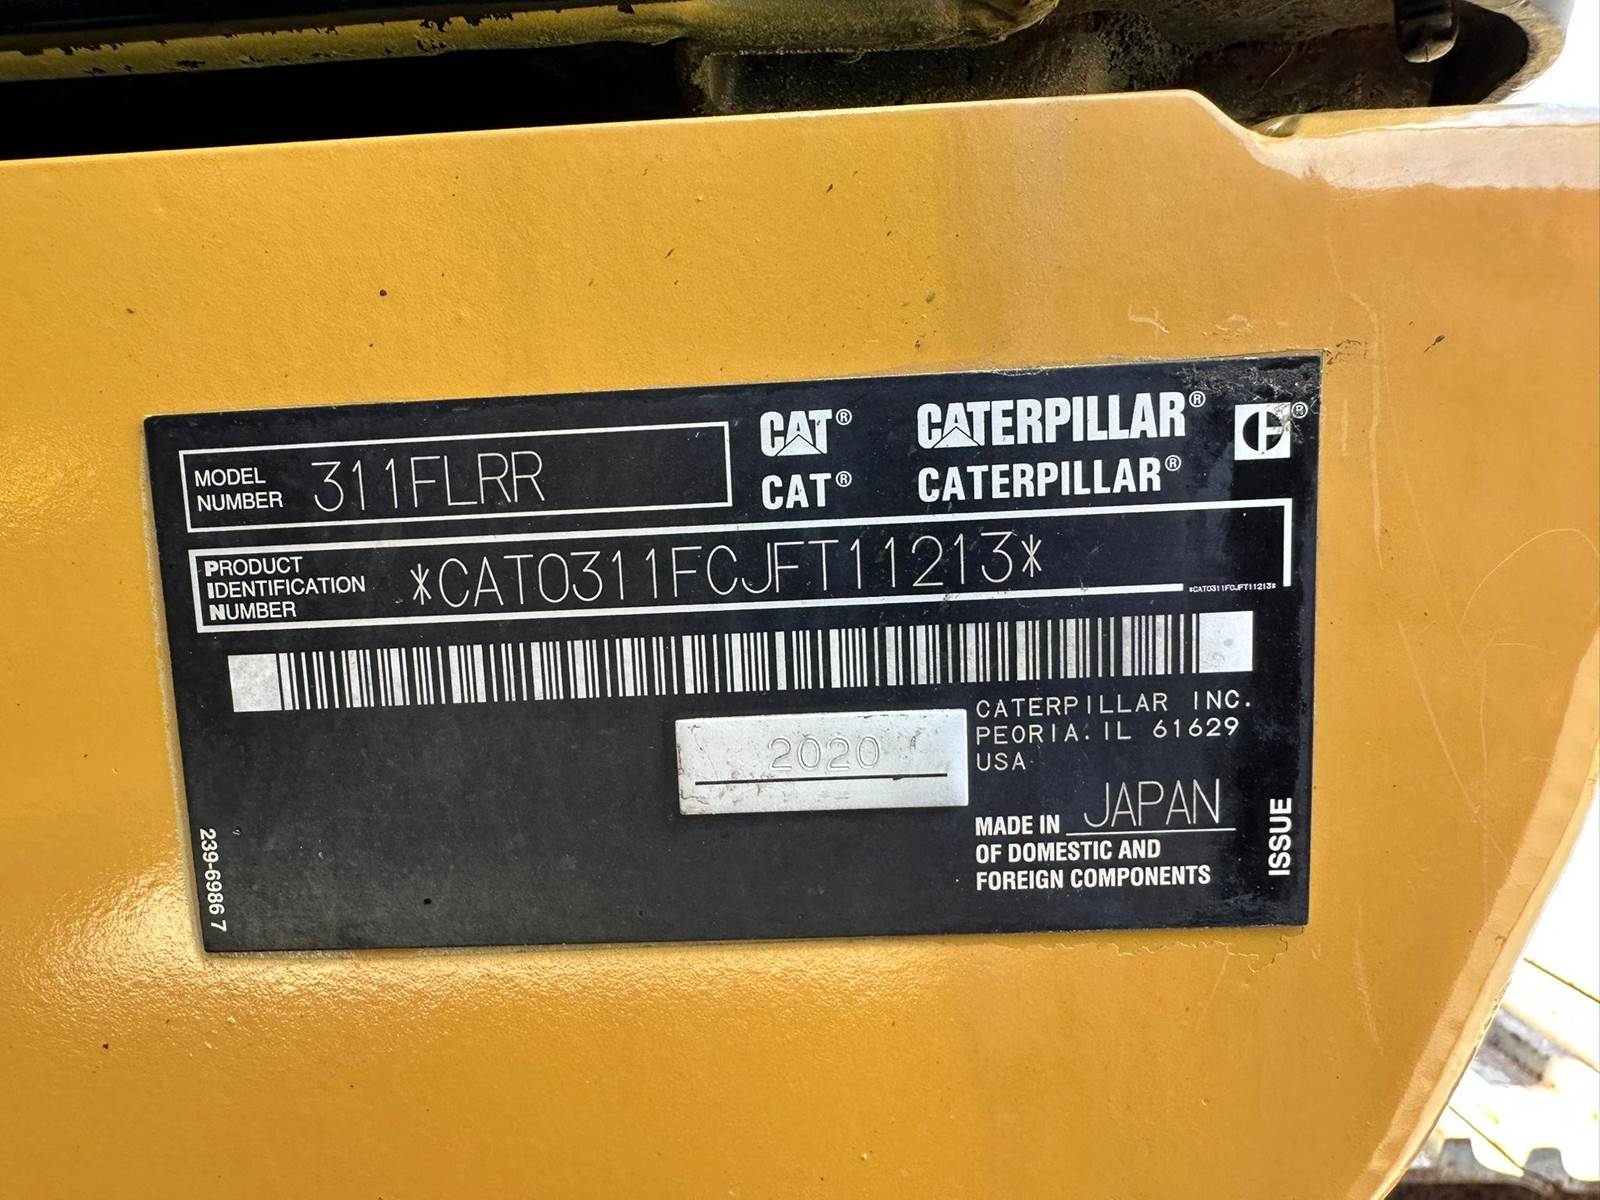 MODEL NUMBER 311FLRR
CAT® CATERPILLAR® ®
CAT® CATERPILLAR®
PRODUCT
IDENTIFICATION
NUMBER
*CAT0311FCJFT11213*
*CAT0311FCJFT11213*
2020
CATERPILLAR INC.
PEORIA. IL 61629
USA
MADE IN JAPAN
OF DOMESTIC AND
FOREIGN COMPONENTS
ISSUE
239-6986 7